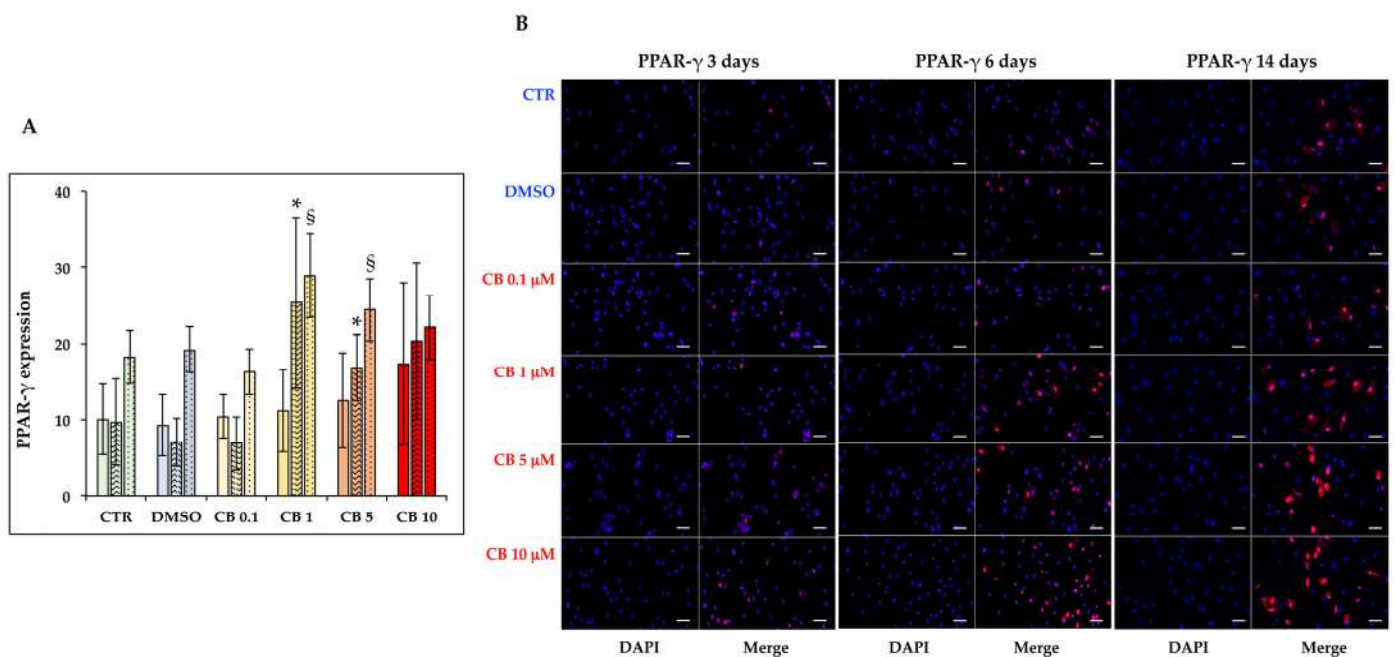 B
PPAR-γ 3 days PPAR-γ 6 days PPAR-γ 14 days
CTR
A
DMSO
40
* §
CB 0.1 μM
30
§
CB 1 μM
*
PPAR-γ expression
20
CB 5 μM
10
CB 10 μM
0
CTR DMSO CB 0.1 CB 1 CB 5 CB 10
DAPI Merge DAPI Merge DAPI Merge